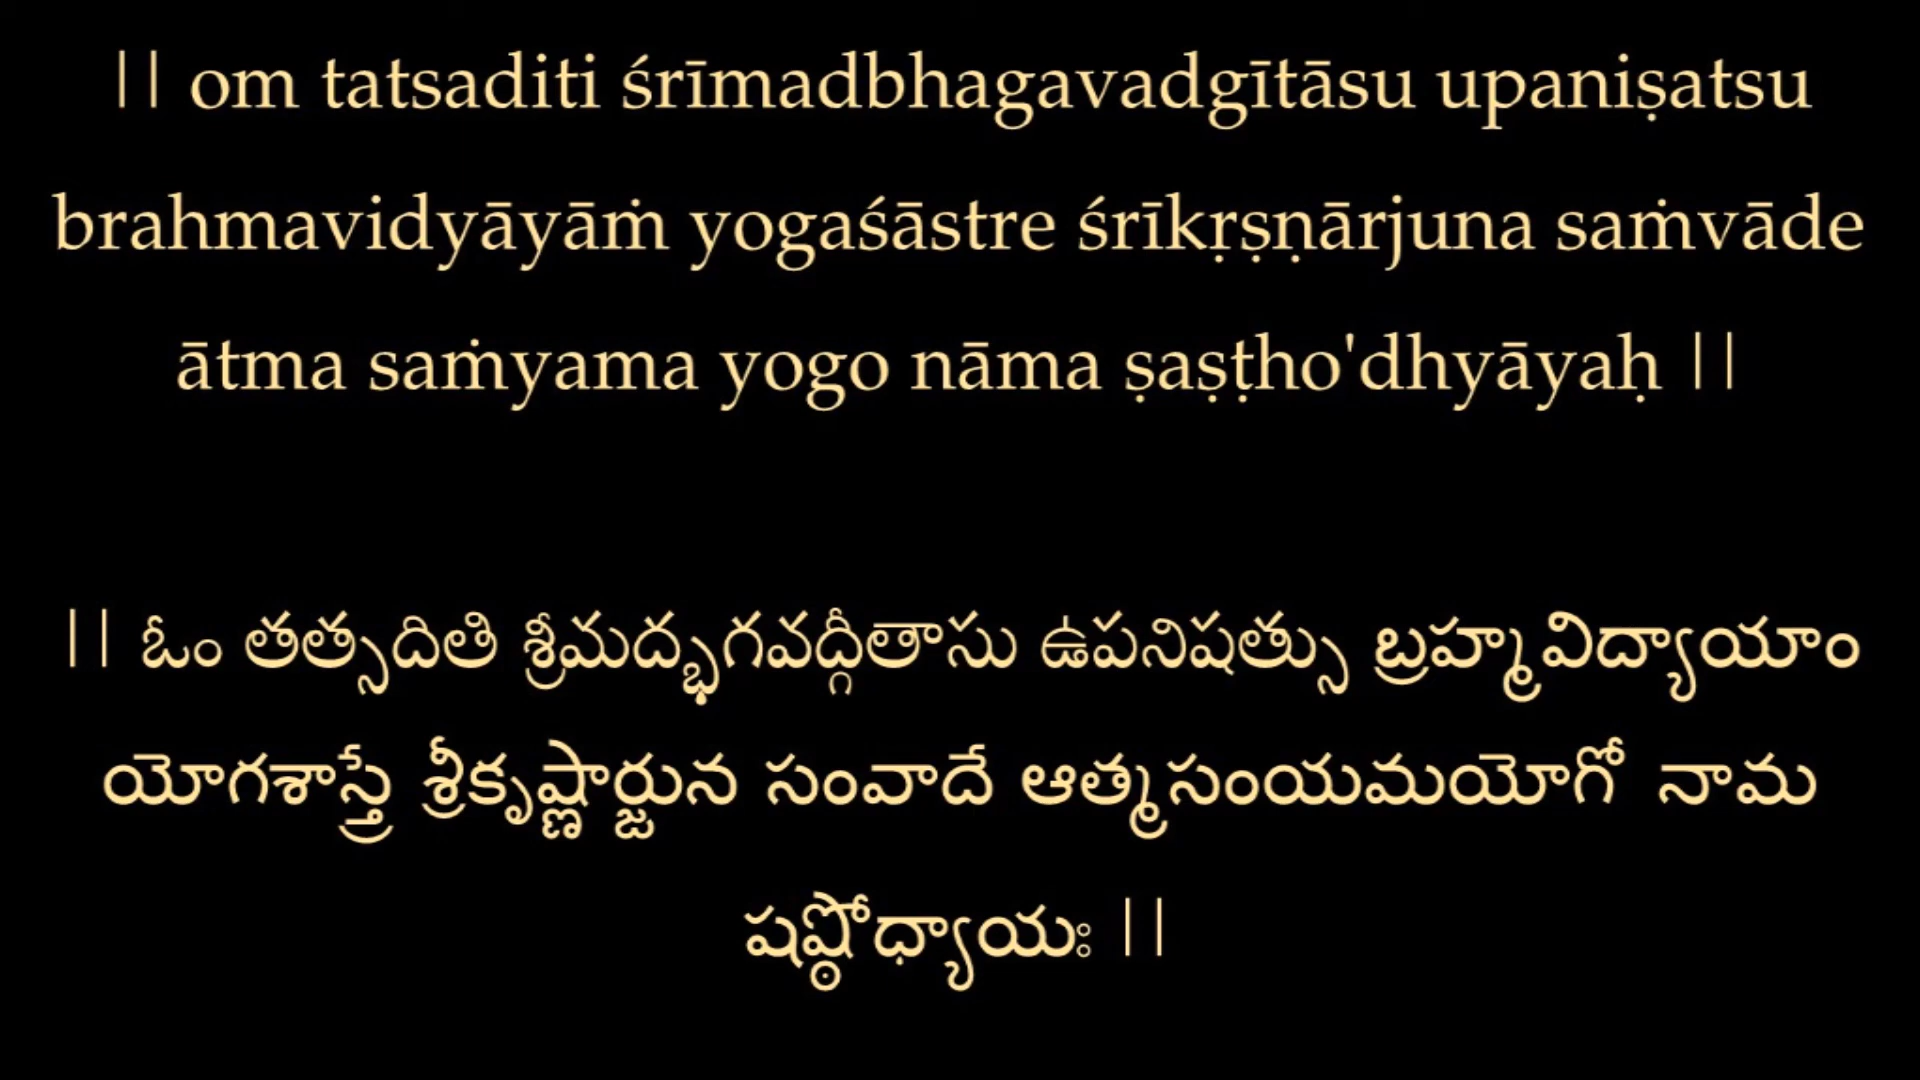 || om tatsaditi śrīmadbhagavadgītāsu upaniṣatsu
brahmavidyāyāṁ yogaśāstre śrīkṛṣṇārjuna saṁvāde
ātma saṁyama yogo nāma ṣaṣṭho'dhyāyaḥ ||
|| ఓం తత్సదితి శ్రీమద్భగవద్గీతాసు ఉపనిషత్సు బ్రహ్మవిద్యాయాం
యోగశాస్త్రే శ్రీకృష్ణార్జున సంవాదే ఆత్మసంయమయోగో నామ
షష్ఠోధ్యాయః ||